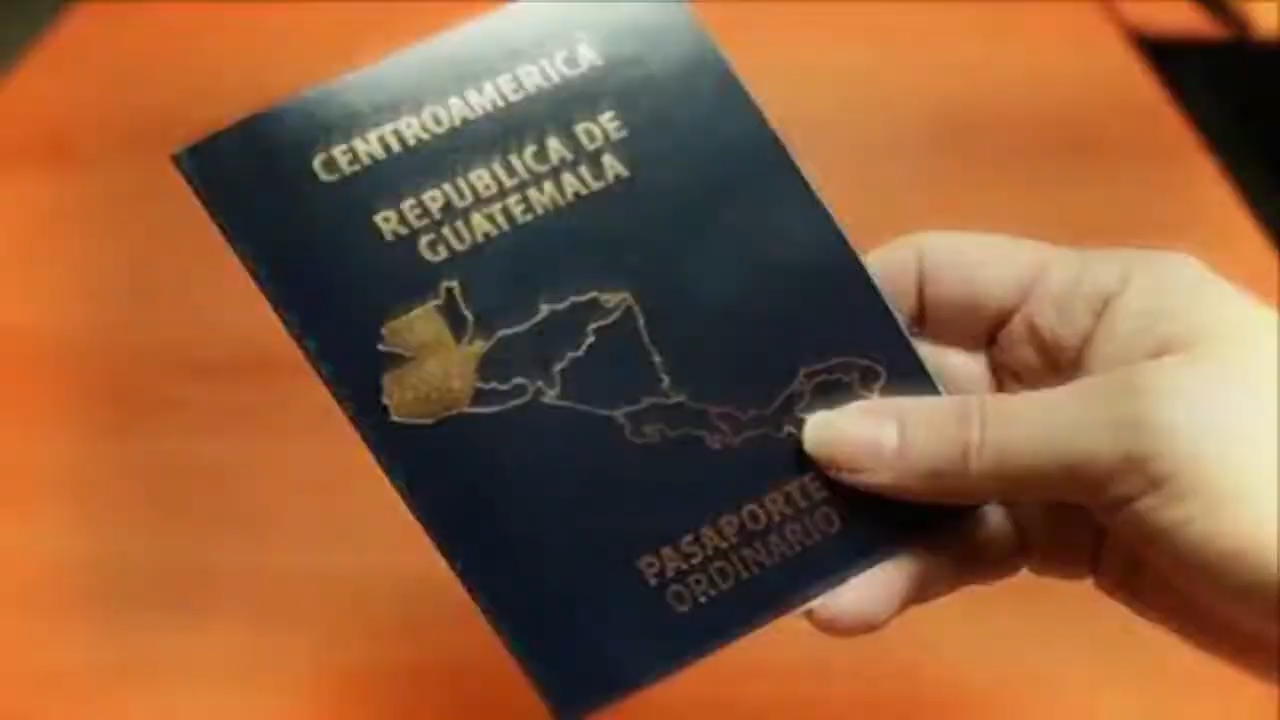 CENTROAMERICA
REPUBLICA DE
GUATEMALA
PASAPORTE
ORDINARIO